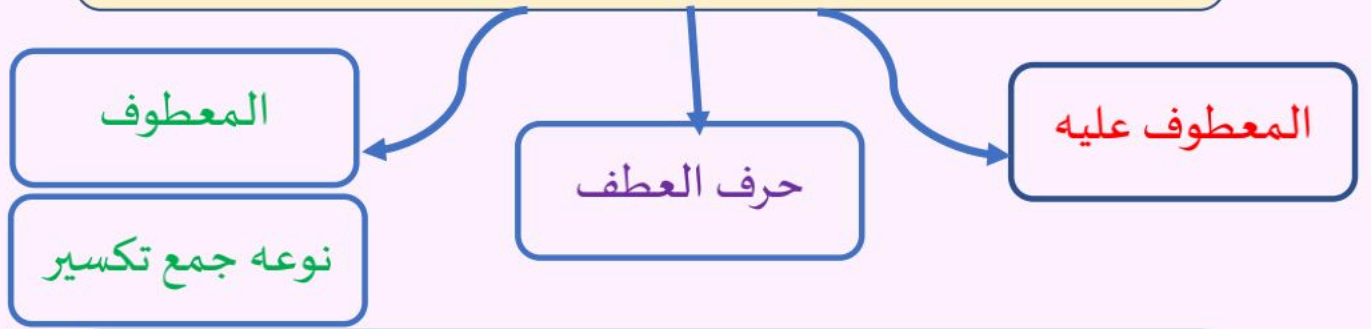 المعطوف عليه
حرف العطف
المعطوف
نوعه جمع تكسير